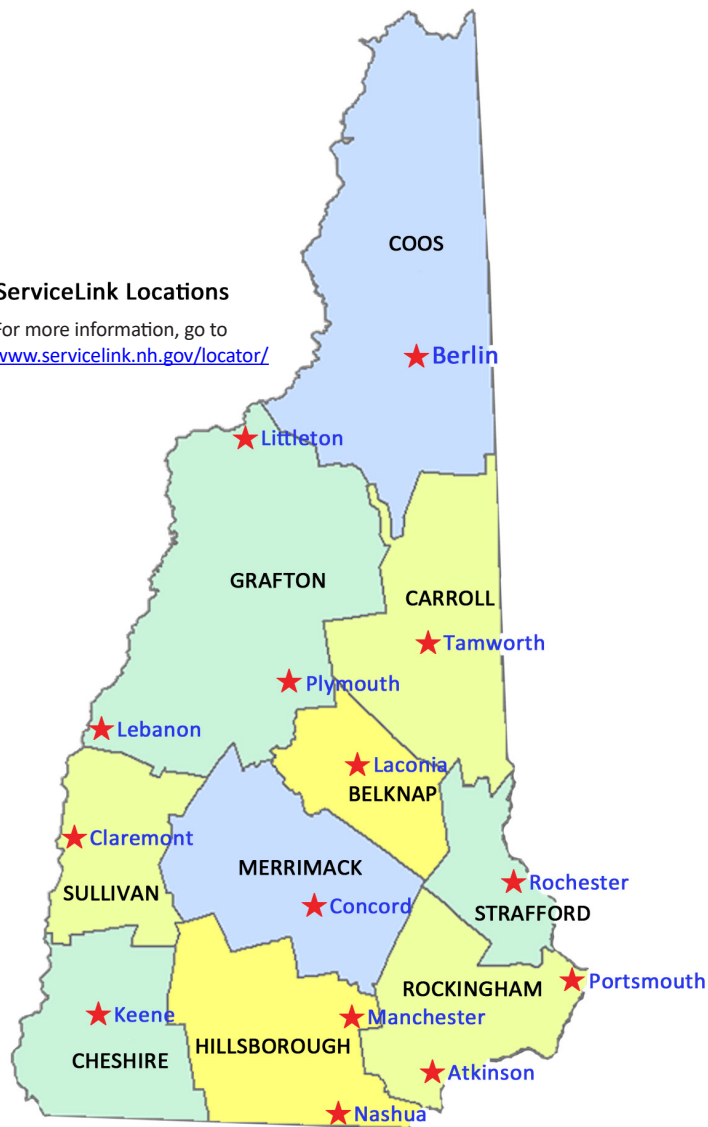 COOS
ServiceLink Locations
For more information, go to
www.servicelink.nh.gov/locator/
Berlin
Littleton
GRAFTON
CARROLL
Tamworth
Plymouth
Lebanon
Laconia
BELKNAP
Claremont
MERRIMACK
Rochester
SULLIVAN
Concord
STRAFFORD
Portsmouth
ROCKINGHAM
Keene
Manchester
HILLSBOROUGH
CHESHIRE
Atkinson
Nashua